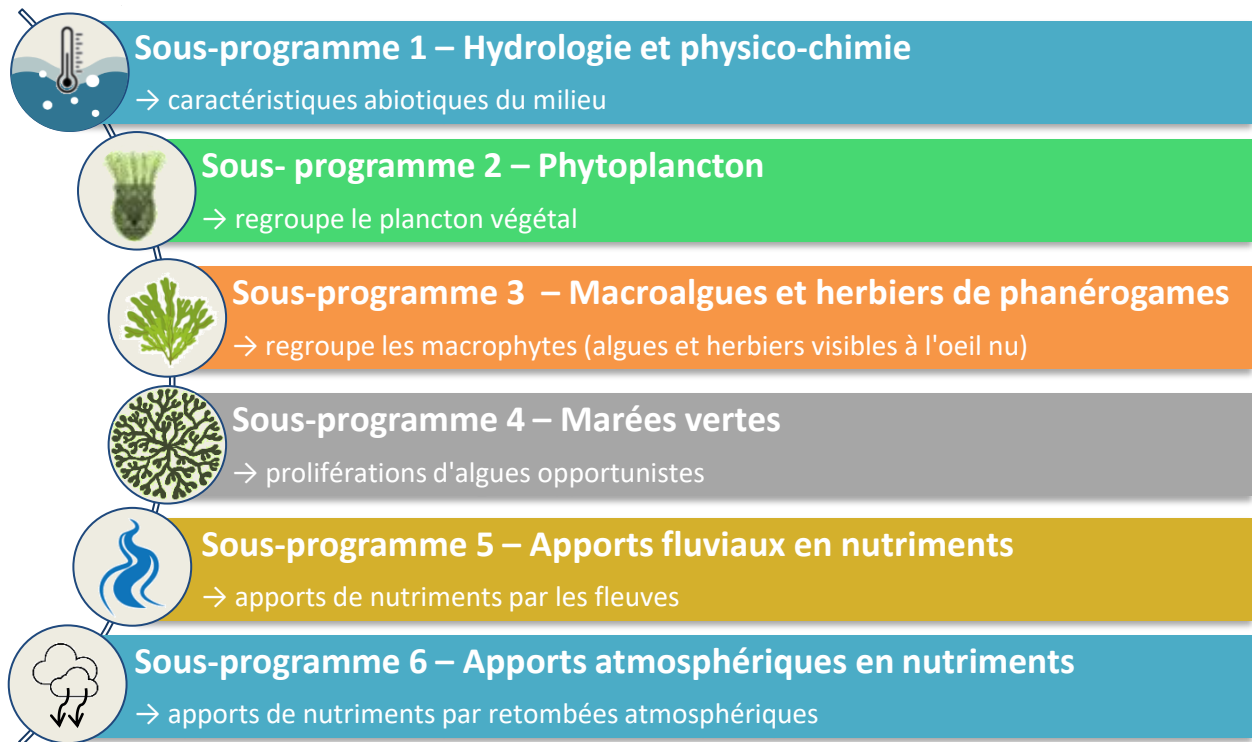 Sous-programme 1 – Hydrologie et physico-chimie
→ caractéristiques abiotiques du milieu
Sous- programme 2 – Phytoplancton
→ regroupe le plancton végétal
Sous-programme 3 – Macroalgues et herbiers de phanérogames
→ regroupe les macrophytes (algues et herbiers visibles à l'oeil nu)
Sous-programme 4 – Marées vertes
→ proliférations d'algues opportunistes
Sous-programme 5 – Apports fluviaux en nutriments
→ apports de nutriments par les fleuves
Sous-programme 6 – Apports atmosphériques en nutriments
→ apports de nutriments par retombées atmosphériques